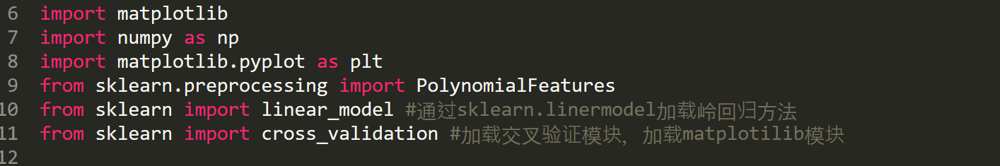 6 import matplotlib
7 import numpy as np
8 import matplotlib.pyplot as plt
9 from sklearn.preprocessing import PolynomialFeatures
10 from sklearn import linear_model #通过sklearn.linermodel加载岭回归方法
11 from sklearn import cross_validation #加载交叉验证模块，加载matplotilib模块
12